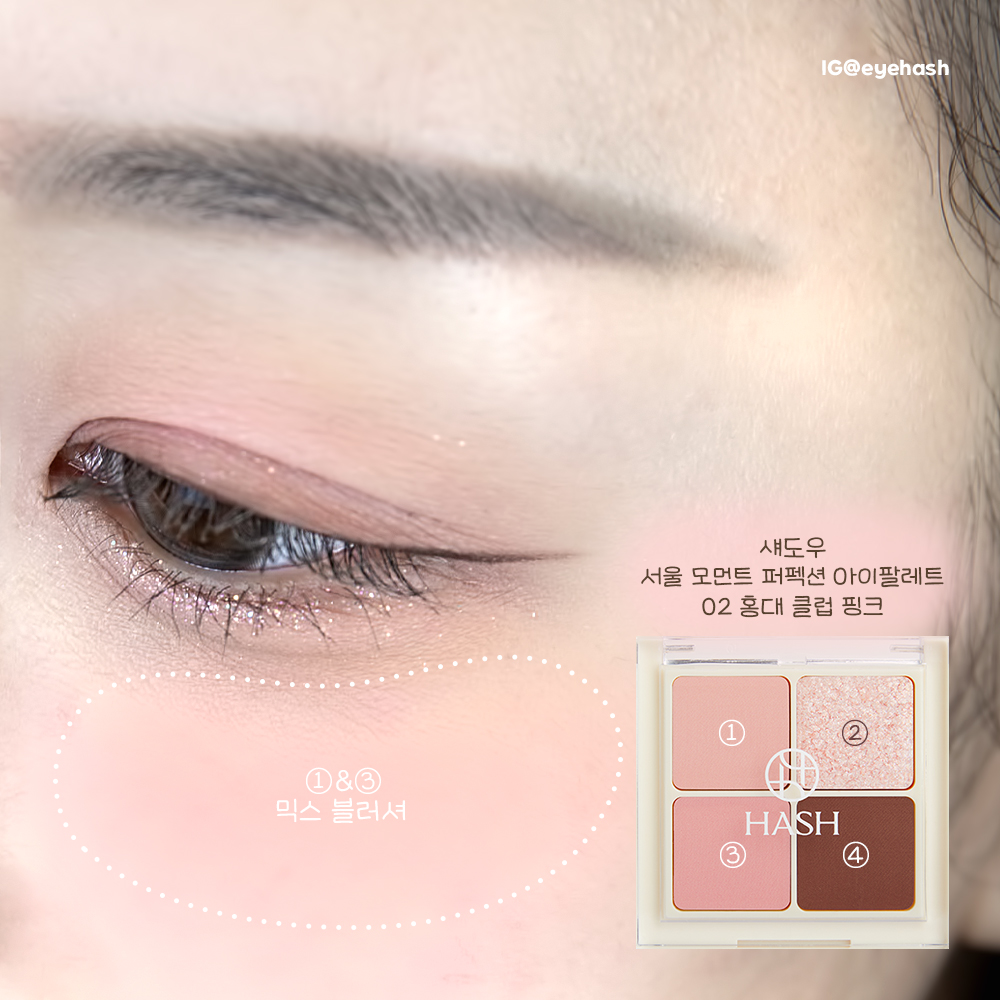 IG@eyehash
섀도우
서울 모먼트 퍼펙션 아이팔레트
02 홍대 클럽 핑크
① ②
HASH
③ ④
①&③
믹스 블러셔